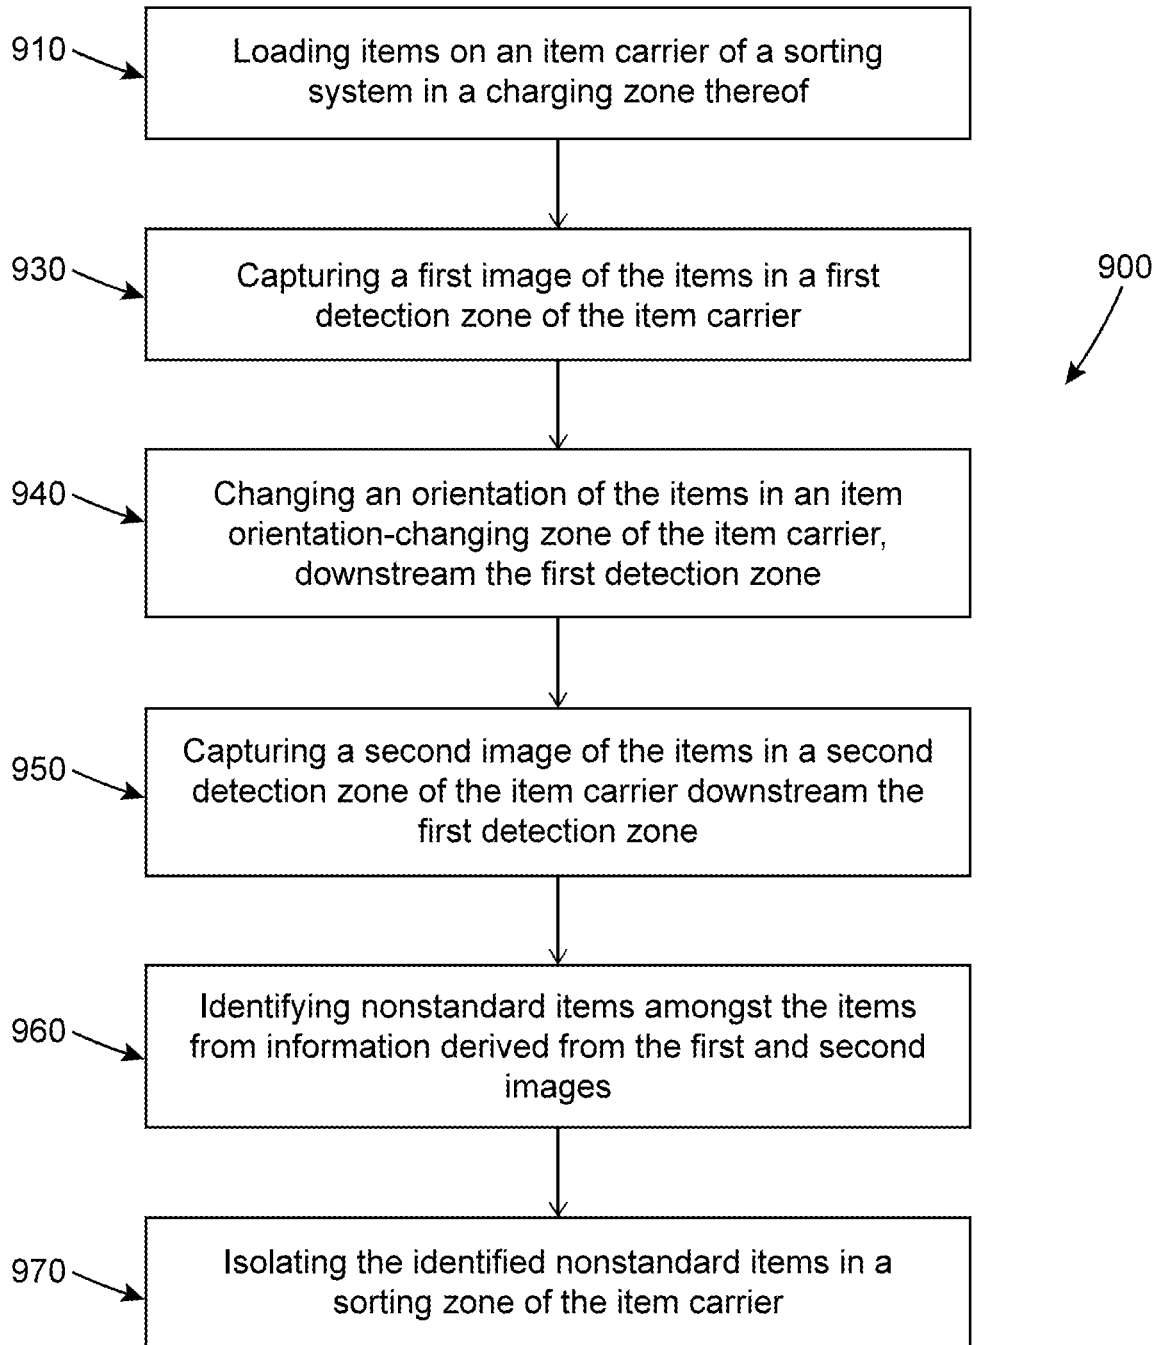 910
Loading items on an item carrier of a sorting
system in a charging zone thereof
930
Capturing a first image of the items in a first
detection zone of the item carrier
900
940
Changing an orientation of the items in an item
orientation-changing zone of the item carrier,
downstream the first detection zone
950
Capturing a second image of the items in a second
detection zone of the item carrier downstream the
first detection zone
960
Identifying nonstandard items amongst the items
from information derived from the first and second
images
970
Isolating the identified nonstandard items in a
sorting zone of the item carrier